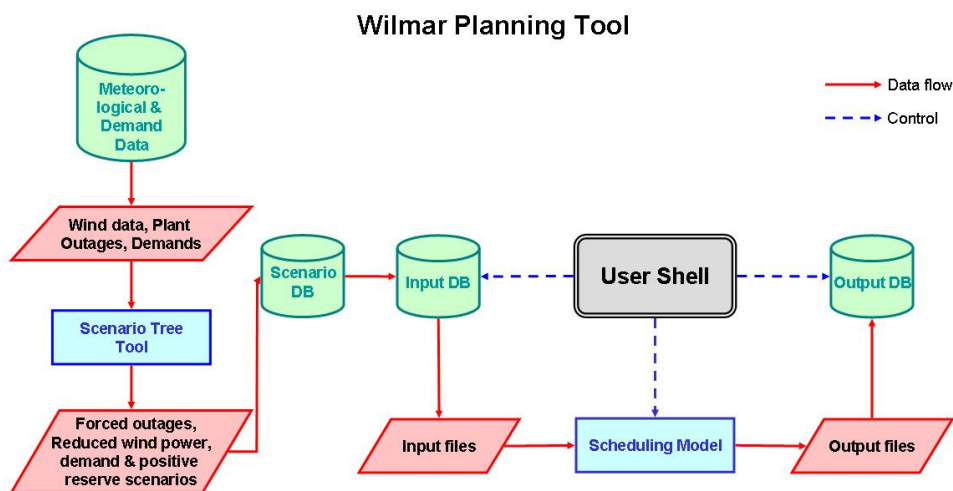 Wilmar Planning Tool
Meteoro-
logical &
Demand
Data
Data flow
Control
Wind data, Plant
Outages, Demands
Scenario
DB
Input DB
User Shell
Output DB
Scenario Tree
Tool
Forced outages,
Reduced wind power,
demand & positive
reserve scenarios
Input files
Scheduling Model
Output files